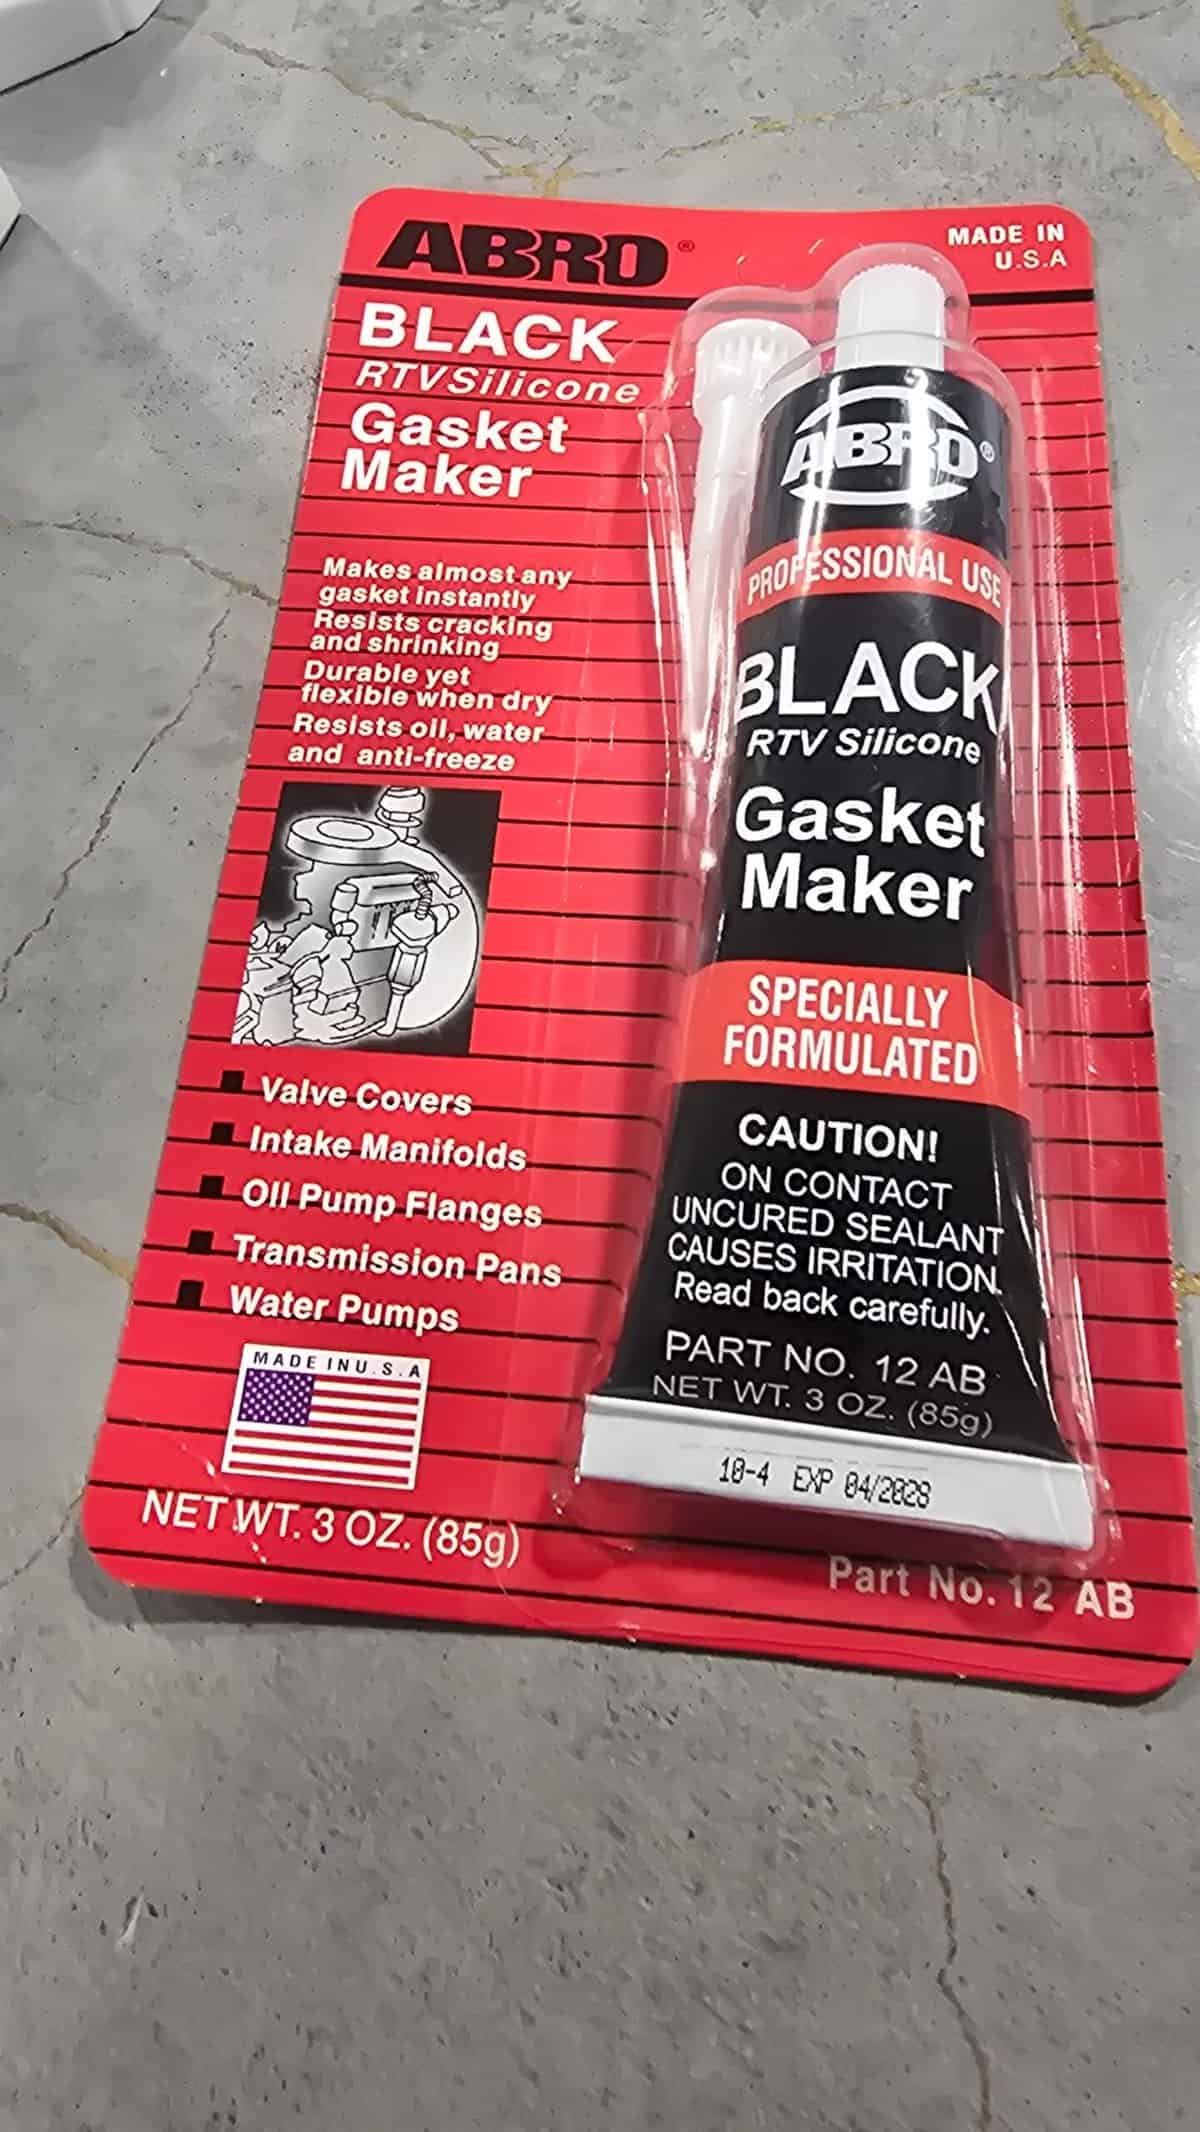 ABRO®
MADE IN
U.S.A
BLACK
RTV Silicone
Gasket
Maker
Makes almost any
gasket instantly
Resists cracking
and shrinking
Durable yet
flexible when dry
Resists oil, water
and anti-freeze
Valve Covers
Intake Manifolds
Oil Pump Flanges
Transmission Pans
Water Pumps
MADE IN U.S.A
NET WT. 3 OZ. (85g)
ABRO®
PROFESSIONAL USE
BLACK
RTV Silicone
Gasket
Maker
SPECIALLY
FORMULATED
CAUTION!
ON CONTACT
UNCURED SEALANT
CAUSES IRRITATION.
Read back carefully.
PART NO. 12 AB
NET WT. 3 OZ. (85g)
10-4 EXP 04/2028
Part No. 12 AB